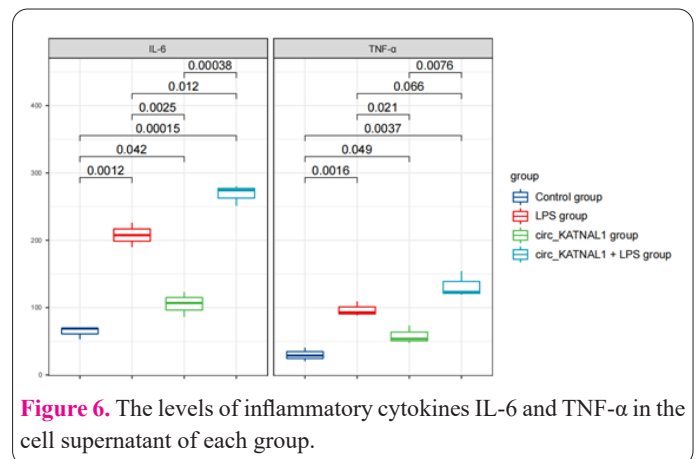 IL-6
TNF-α
0.00038
0.0076
0.012
0.066
0.0025
0.021
0.00015
0.0037
0.042
0.049
0.0012
0.0016
400
300
200
100
0
group
Control group
LPS group
circ_KATNAL1 group
circ_KATNAL1 + LPS group
Figure 6. The levels of inflammatory cytokines IL-6 and TNF-α in the
cell supernatant of each group.